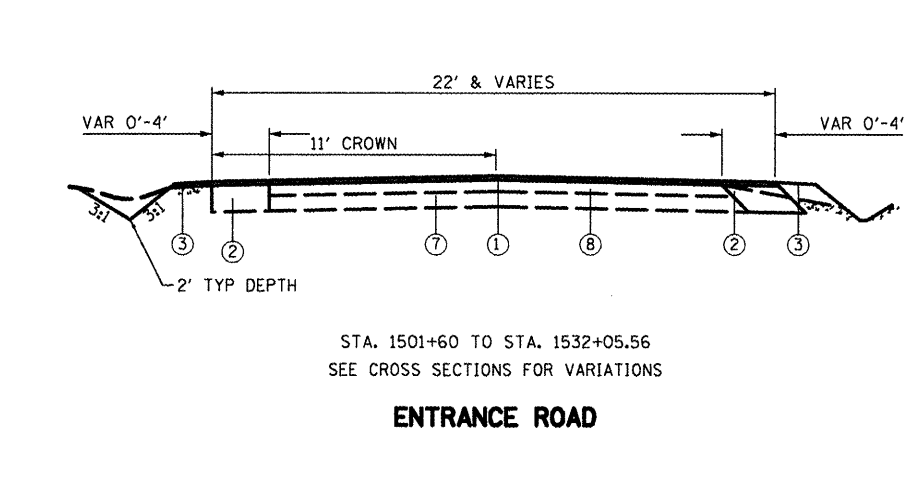 22' & VARIES
VAR 0'-4'
VAR 0'-4'
11' CROWN
3:1
3:1
3
2
7
1
8
2
3
2' TYP DEPTH
STA. 1501+60 TO STA. 1532+05.56
SEE CROSS SECTIONS FOR VARIATIONS
ENTRANCE ROAD